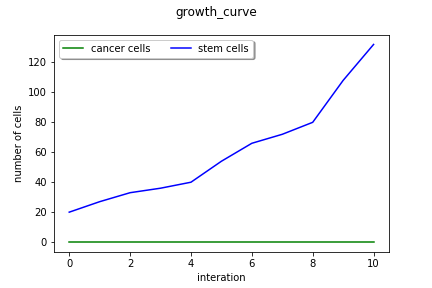 growth_curve
cancer cells
stem cells
number of cells
120
100
80
60
40
20
0
0 2 4 6 8 10
interation